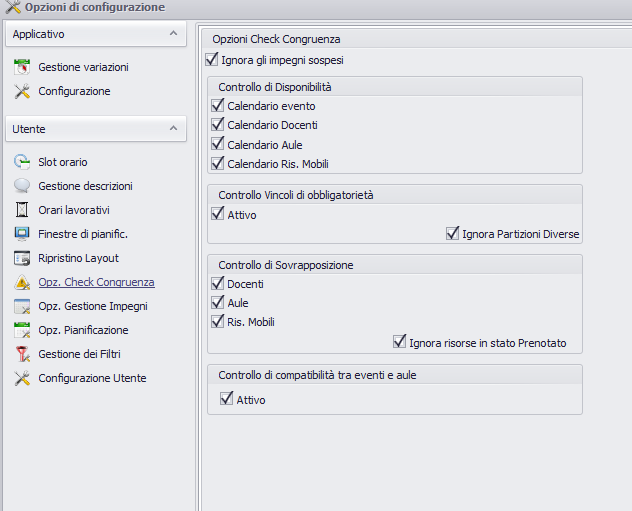 Opzioni di configurazione
Applicativo
Gestione variazioni
Configurazione
Utente
Slot orario
Gestione descrizioni
Orari lavorativi
Finestre di pianific.
Ripristino Layout
Opz. Check Congruenza
Opz. Gestione Impegni
Opz. Pianificazione
Gestione dei Filtri
Configurazione Utente
Opzioni Check Congruenza
Ignora gli impegni sospesi
Controllo di Disponibilità
Calendario evento
Calendario Docenti
Calendario Aule
Calendario Ris. Mobili
Controllo Vincoli di obbligatorietà
Attivo
Ignora Partizioni Diverse
Controllo di Sovrapposizione
Docenti
Aule
Ris. Mobili
Ignora risorse in stato Prenotato
Controllo di compatibilità tra eventi e aule
Attivo